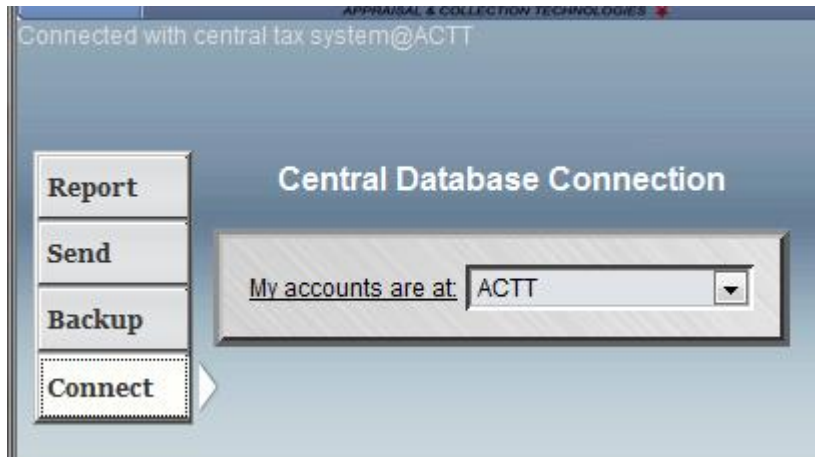 APPRAISAL & COLLECTION TECHNOLOGIES
Connected with central tax system@ACTT
Central Database Connection
Report
Send
My accounts are at: ACTT
Backup
Connect